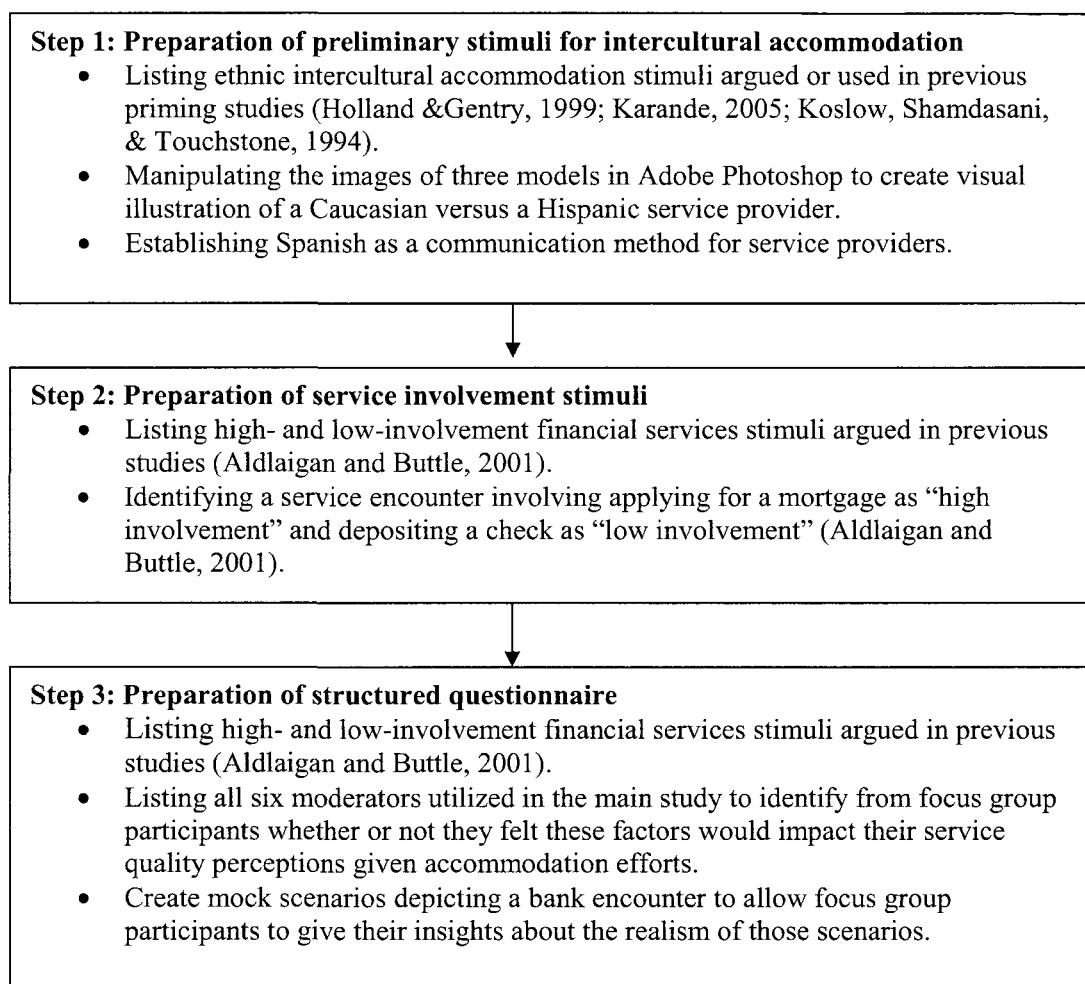 Step 1: Preparation of preliminary stimuli for intercultural accommodation
• Listing ethnic intercultural accommodation stimuli argued or used in previous
priming studies (Holland &Gentry, 1999; Karande, 2005; Koslow, Shamdasani,
& Touchstone, 1994).
• Manipulating the images of three models in Adobe Photoshop to create visual
illustration of a Caucasian versus a Hispanic service provider.
• Establishing Spanish as a communication method for service providers.
Step 2: Preparation of service involvement stimuli
• Listing high- and low-involvement financial services stimuli argued in previous
studies (Aldlaigan and Buttle, 2001).
• Identifying a service encounter involving applying for a mortgage as “high
involvement” and depositing a check as “low involvement” (Aldlaigan and
Buttle, 2001).
Step 3: Preparation of structured questionnaire
• Listing high- and low-involvement financial services stimuli argued in previous
studies (Aldlaigan and Buttle, 2001).
• Listing all six moderators utilized in the main study to identify from focus group
participants whether or not they felt these factors would impact their service
quality perceptions given accommodation efforts.
• Create mock scenarios depicting a bank encounter to allow focus group
participants to give their insights about the realism of those scenarios.